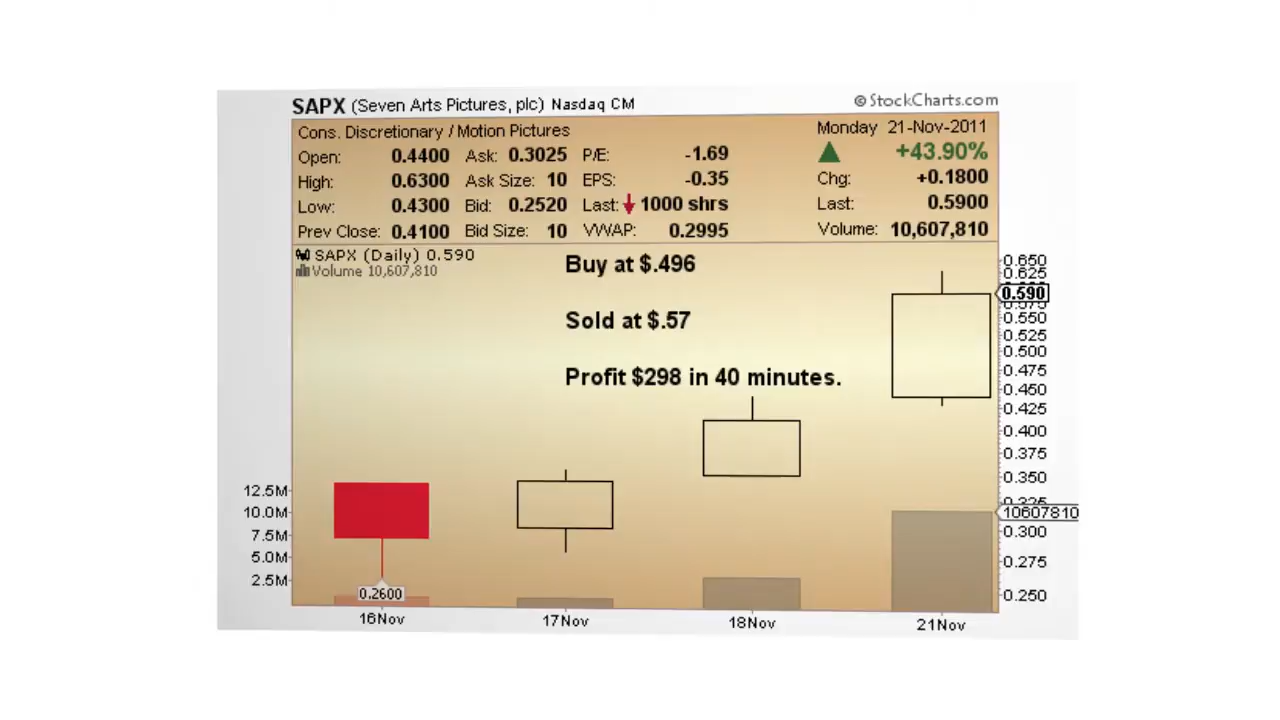 SAPX (Seven Arts Pictures, plc) Nasdaq CM
© StockCharts.com
Cons. Discretionary / Motion Pictures
Monday 21-Nov-2011
Open: 0.4400 Ask: 0.3025 P/E: -1.69
+43.90%
High: 0.6300 Ask Size: 10 EPS: -0.35
Chg: +0.1800
Low: 0.4300 Bid: 0.2520 Last: 1000 shrs
Last: 0.5900
Prev Close: 0.4100 Bid Size: 10 VWAP: 0.2995
Volume: 10,607,810
SAPX (Daily) 0.590
Volume 10,607,810
Buy at $.496
Sold at $.57
Profit $298 in 40 minutes.
0.650
0.625
0.590
0.575
0.550
0.525
0.500
0.475
0.450
0.425
0.400
0.375
0.350
0.325
10607810
0.300
0.275
0.250
12.5M
10.0M
7.5M
5.0M
2.5M
0.2600
16Nov 17Nov 18Nov 21Nov